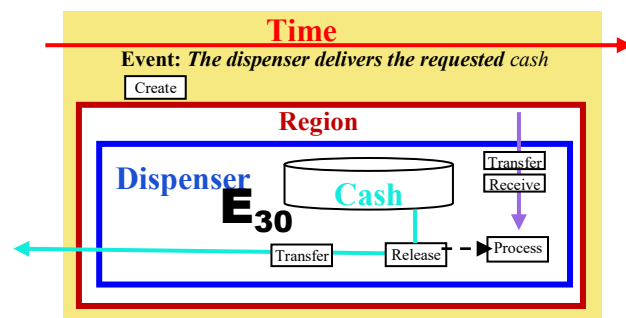 Time
Event: The dispenser delivers the requested cash
Create
Region
Transfer
Receive
Dispenser
Cash
E30
Transfer
Release
Process